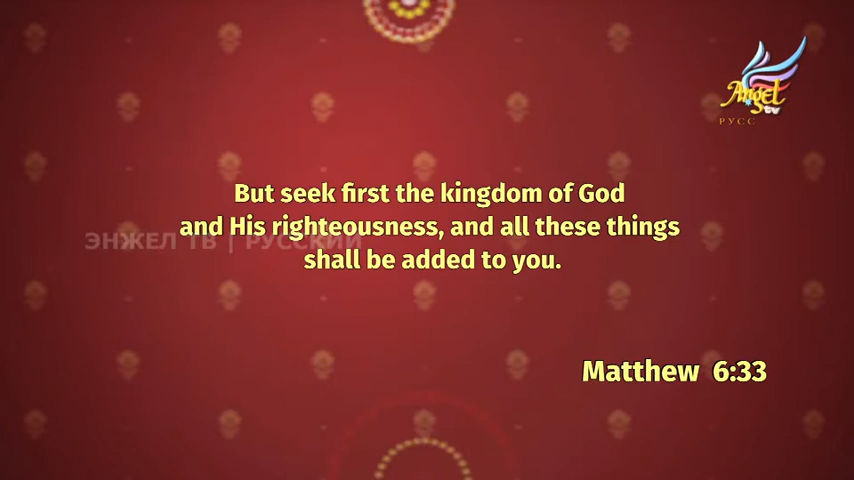 Angel
tv
РУСС
But seek first the kingdom of God
and His righteousness, and all these things
ЭНЖЕЛ ТВ | РУССКИЙ
shall be added to you.
Matthew 6:33